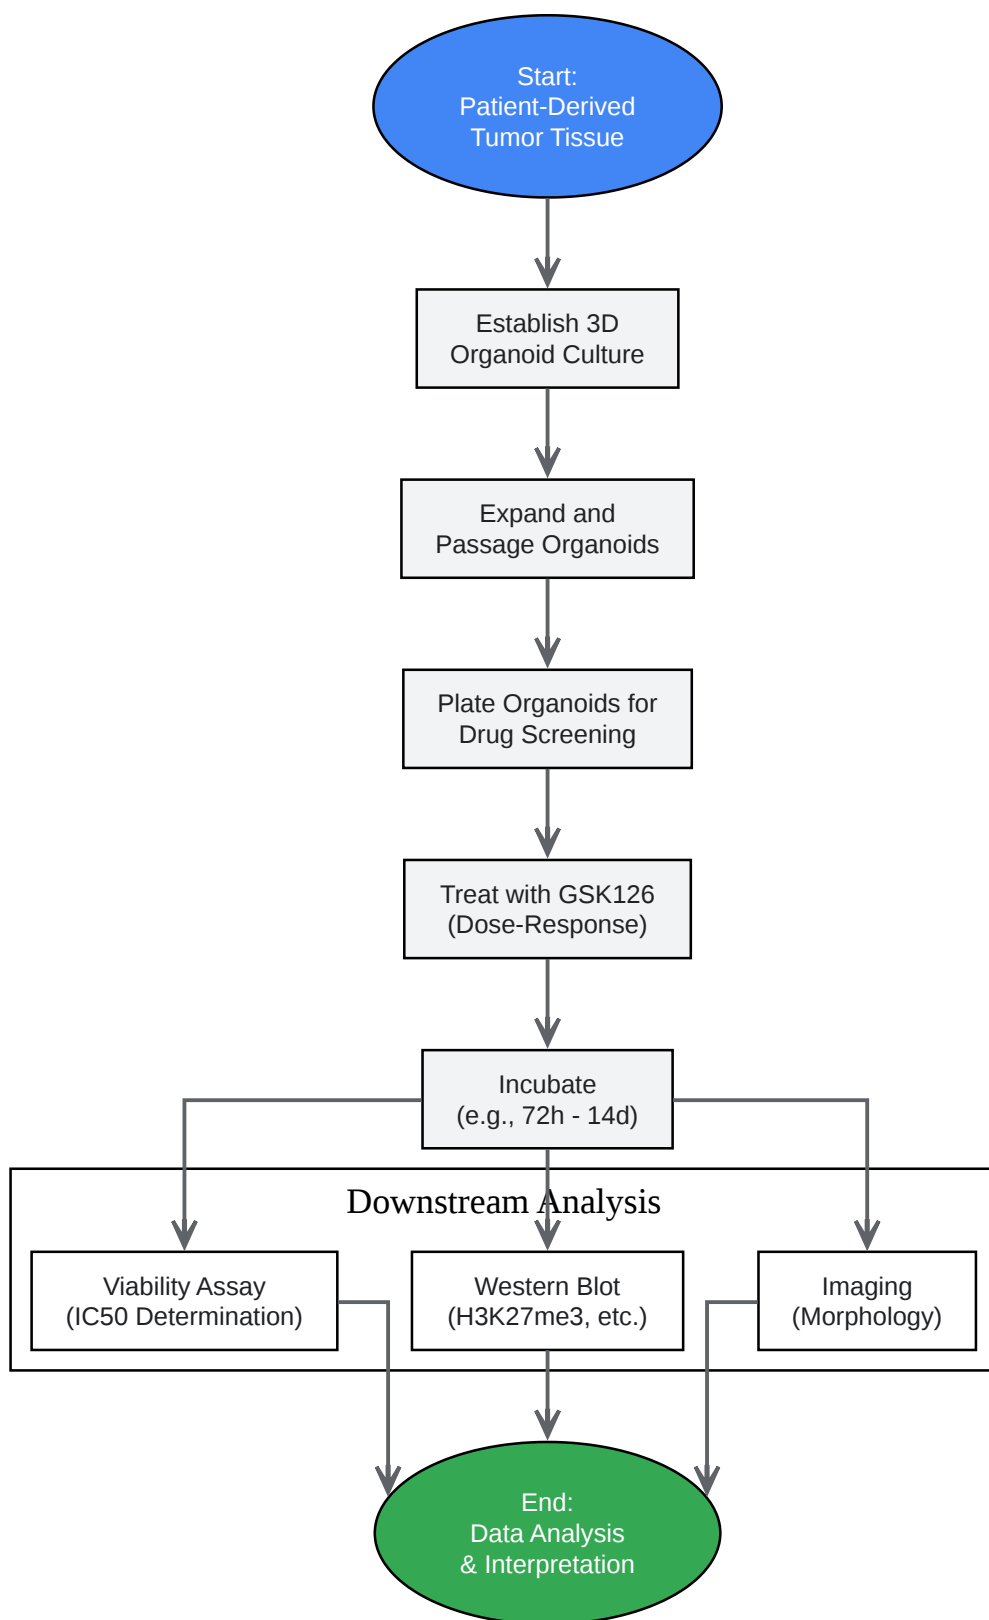 Start:
Patient-Derived
Tumor Tissue
Establish 3D
Organoid Culture
Expand and
Passage Organoids
Plate Organoids for
Drug Screening
Treat with GSK126
(Dose-Response)
Incubate
(e.g., 72h - 14d)
Downstream Analysis
Viability Assay
(IC50 Determination)
Western Blot
(H3K27me3, etc.)
Imaging
(Morphology)
End:
Data Analysis
& Interpretation